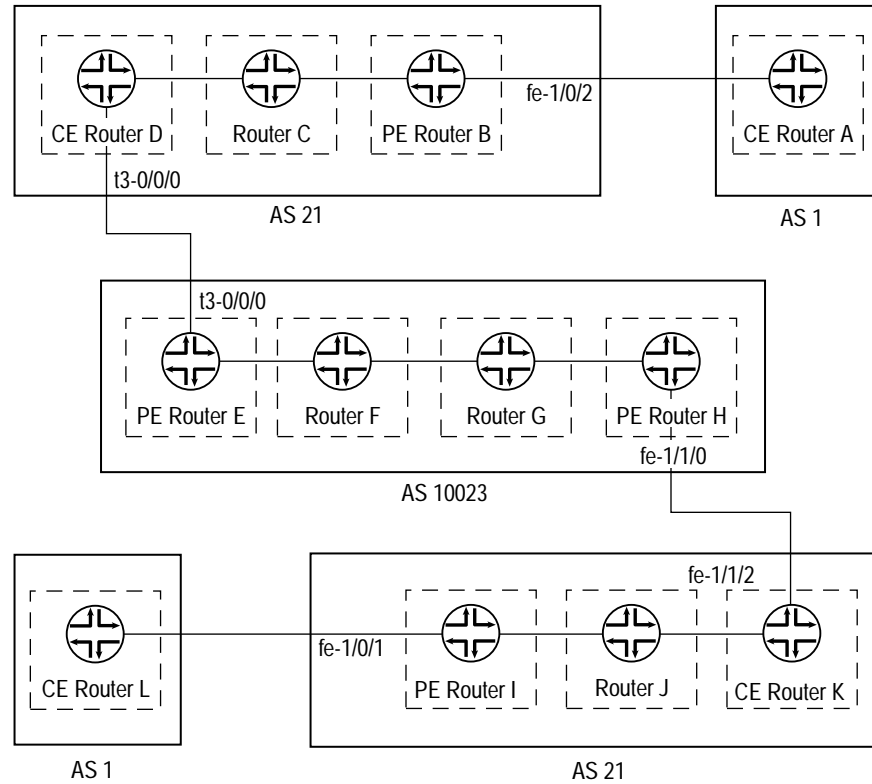 fe-1/0/2
CE Router D
Router C
PE Router B
CE Router A
t3-0/0/0
AS 21
AS 1
t3-0/0/0
PE Router E
Router F
Router G
PE Router H
fe-1/1/0
AS 10023
fe-1/1/2
fe-1/0/1
CE Router L
PE Router I
Router J
CE Router K
AS 1
AS 21